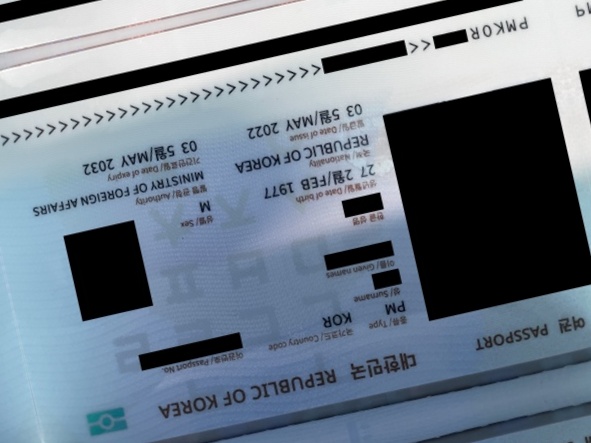 대한민국 REPUBLIC OF KOREA
여권 PASSPORT
종류 / Type
PM
국가코드 / Country code
KOR
여권번호 / Passport No.
성 / Surname
이름 / Given names
한글성명
생년월일 / Date of birth
27 2월/FEB 1977
성별 / Sex
M
국적 / Nationality
REPUBLIC OF KOREA
발행관청 / Authority
MINISTRY OF FOREIGN AFFAIRS
발급일 / Date of issue
03 5월/MAY 2022
기간만료일 / Date of expiry
03 5월/MAY 2032
PMKOR